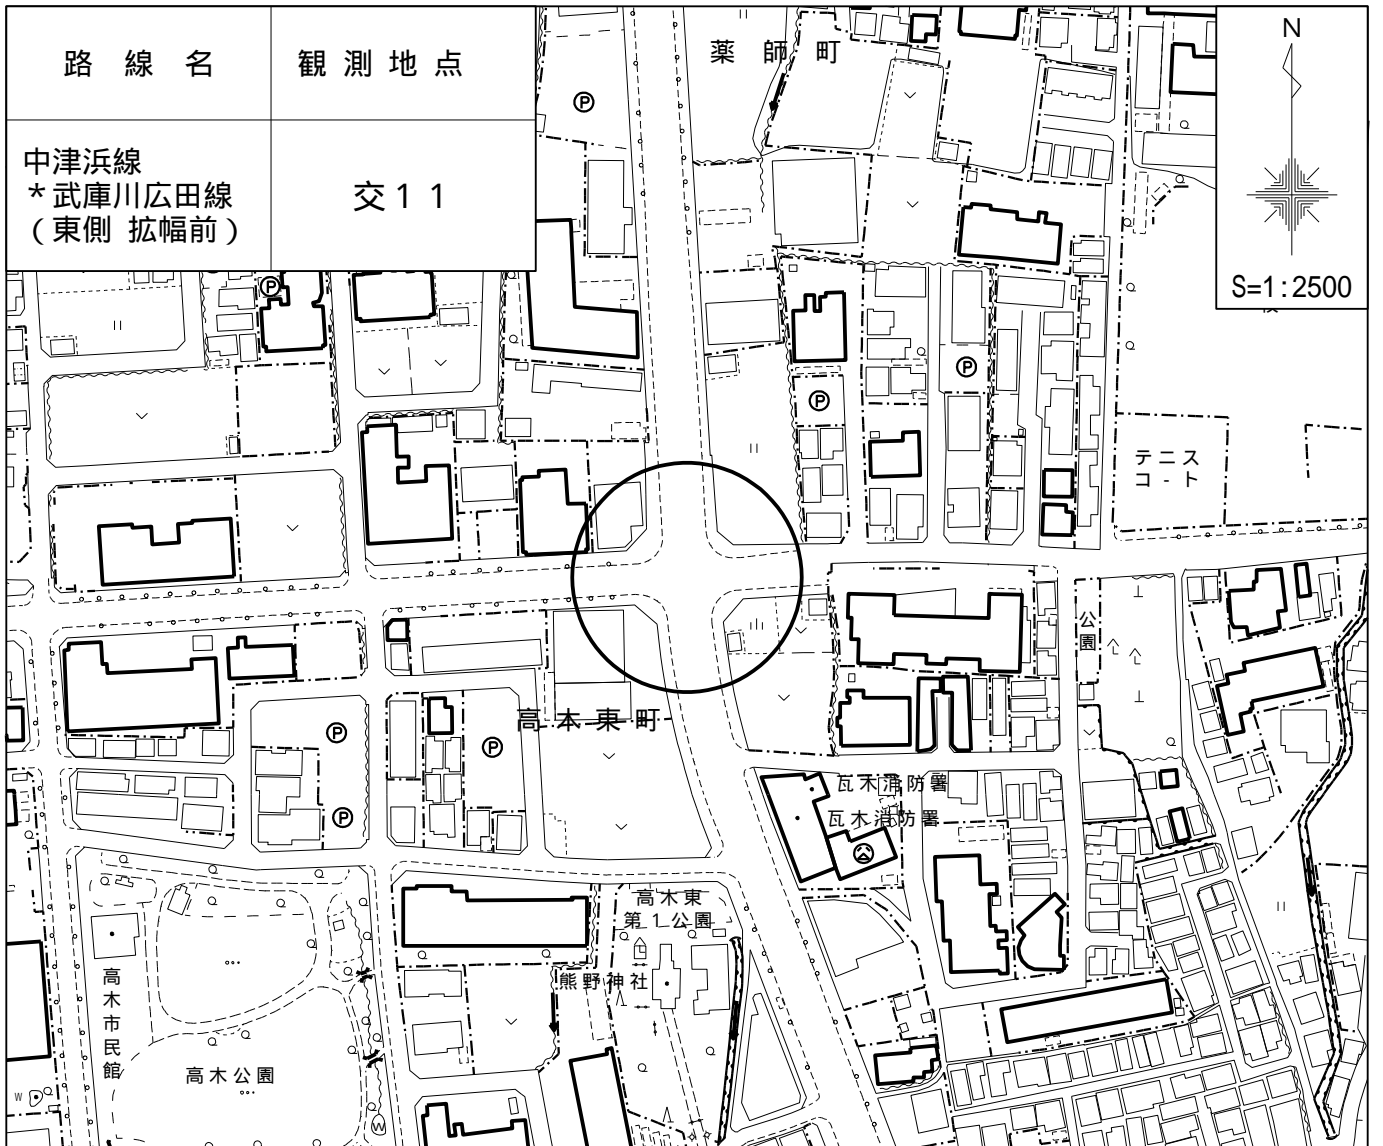 路線名
観測地点
中津浜線
*武庫川広田線
(東側 拡幅前)
交11
薬師町
N
S=1:2500
P
P
P
P
テニス
コ-ト
公園
高木東町
P
P
P
瓦木消防署
瓦木消防署
高木東
第1公園
熊野神社
高木市民館
高木公園
W
W